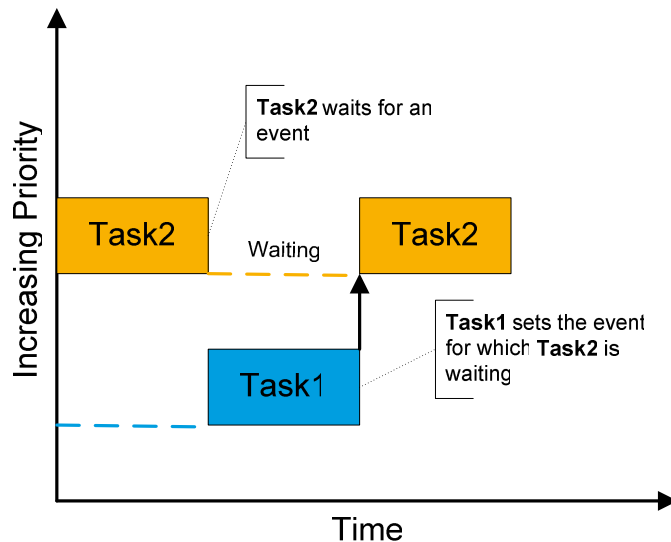 Task2 waits for an
event
Increasing Priority
Task2
Waiting
Task2
Task1 sets the event
for which Task2 is
waiting
Task1
Time